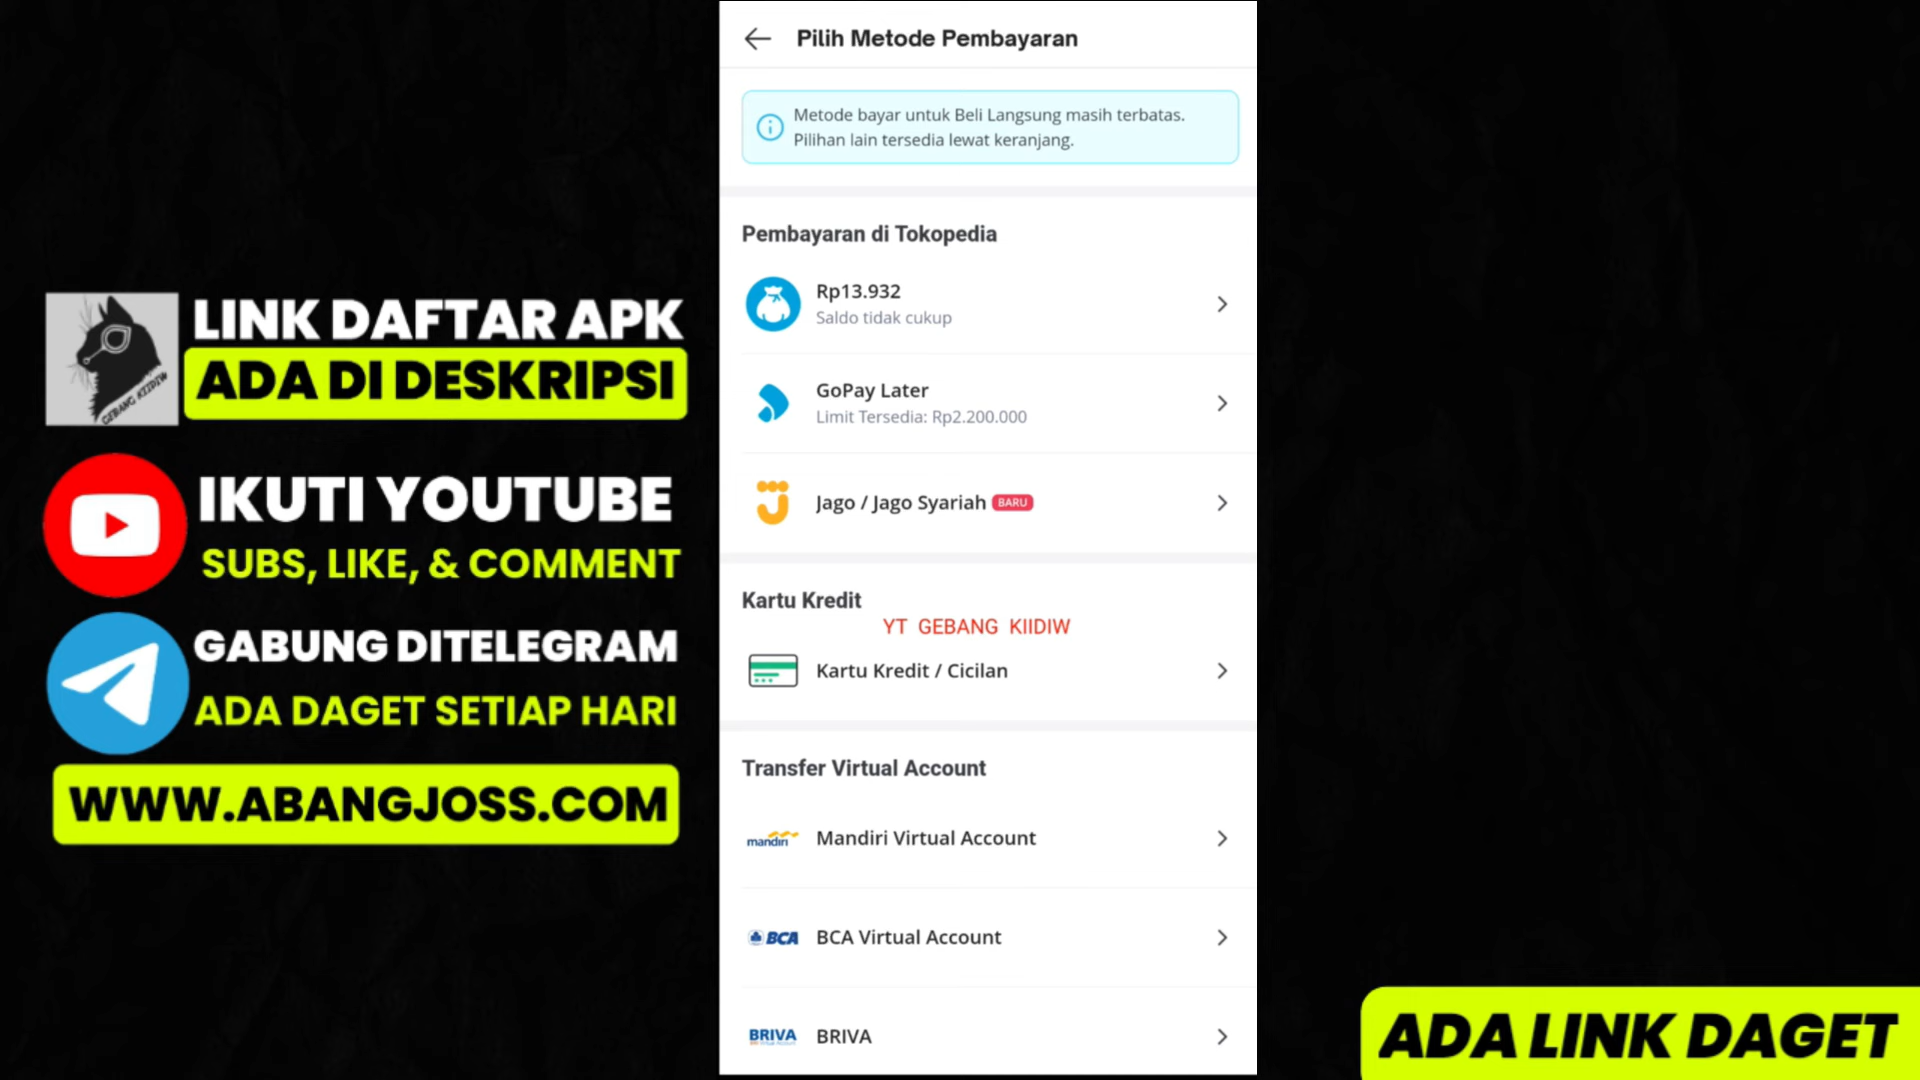 Pilih Metode Pembayaran
Metode bayar untuk Beli Langsung masih terbatas.
Pilihan lain tersedia lewat keranjang.
Pembayaran di Tokopedia
Rp13.932
Saldo tidak cukup
GoPay Later
Limit Tersedia: Rp2.200.000
Jago / Jago Syariah BARU
Kartu Kredit
YT GEBANG KIIDIW
Kartu Kredit / Cicilan
Transfer Virtual Account
mandiri Mandiri Virtual Account
BCA BCA Virtual Account
BRIVA BRIVA
GEBANG KIIDIW
LINK DAFTAR APK
ADA DI DESKRIPSI
IKUTI YOUTUBE
SUBS, LIKE, & COMMENT
GABUNG DITELEGRAM
ADA DAGET SETIAP HARI
WWW.ABANGJOSS.COM
ADA LINK DAGET